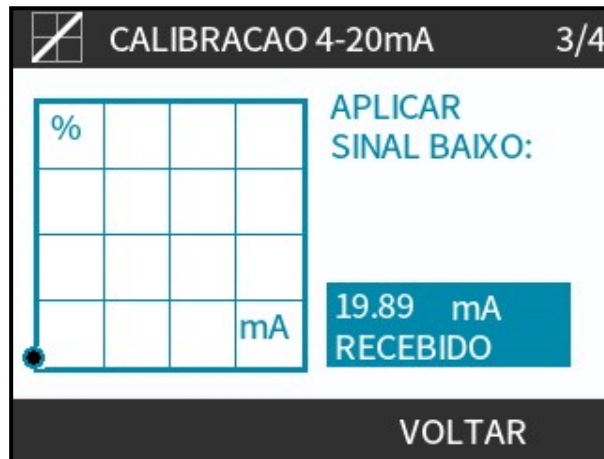 CALIBRACAO 4-20mA 3/4
%
APLICAR
SINAL BAIXO:
mA
19.89 mA
RECEBIDO
VOLTAR